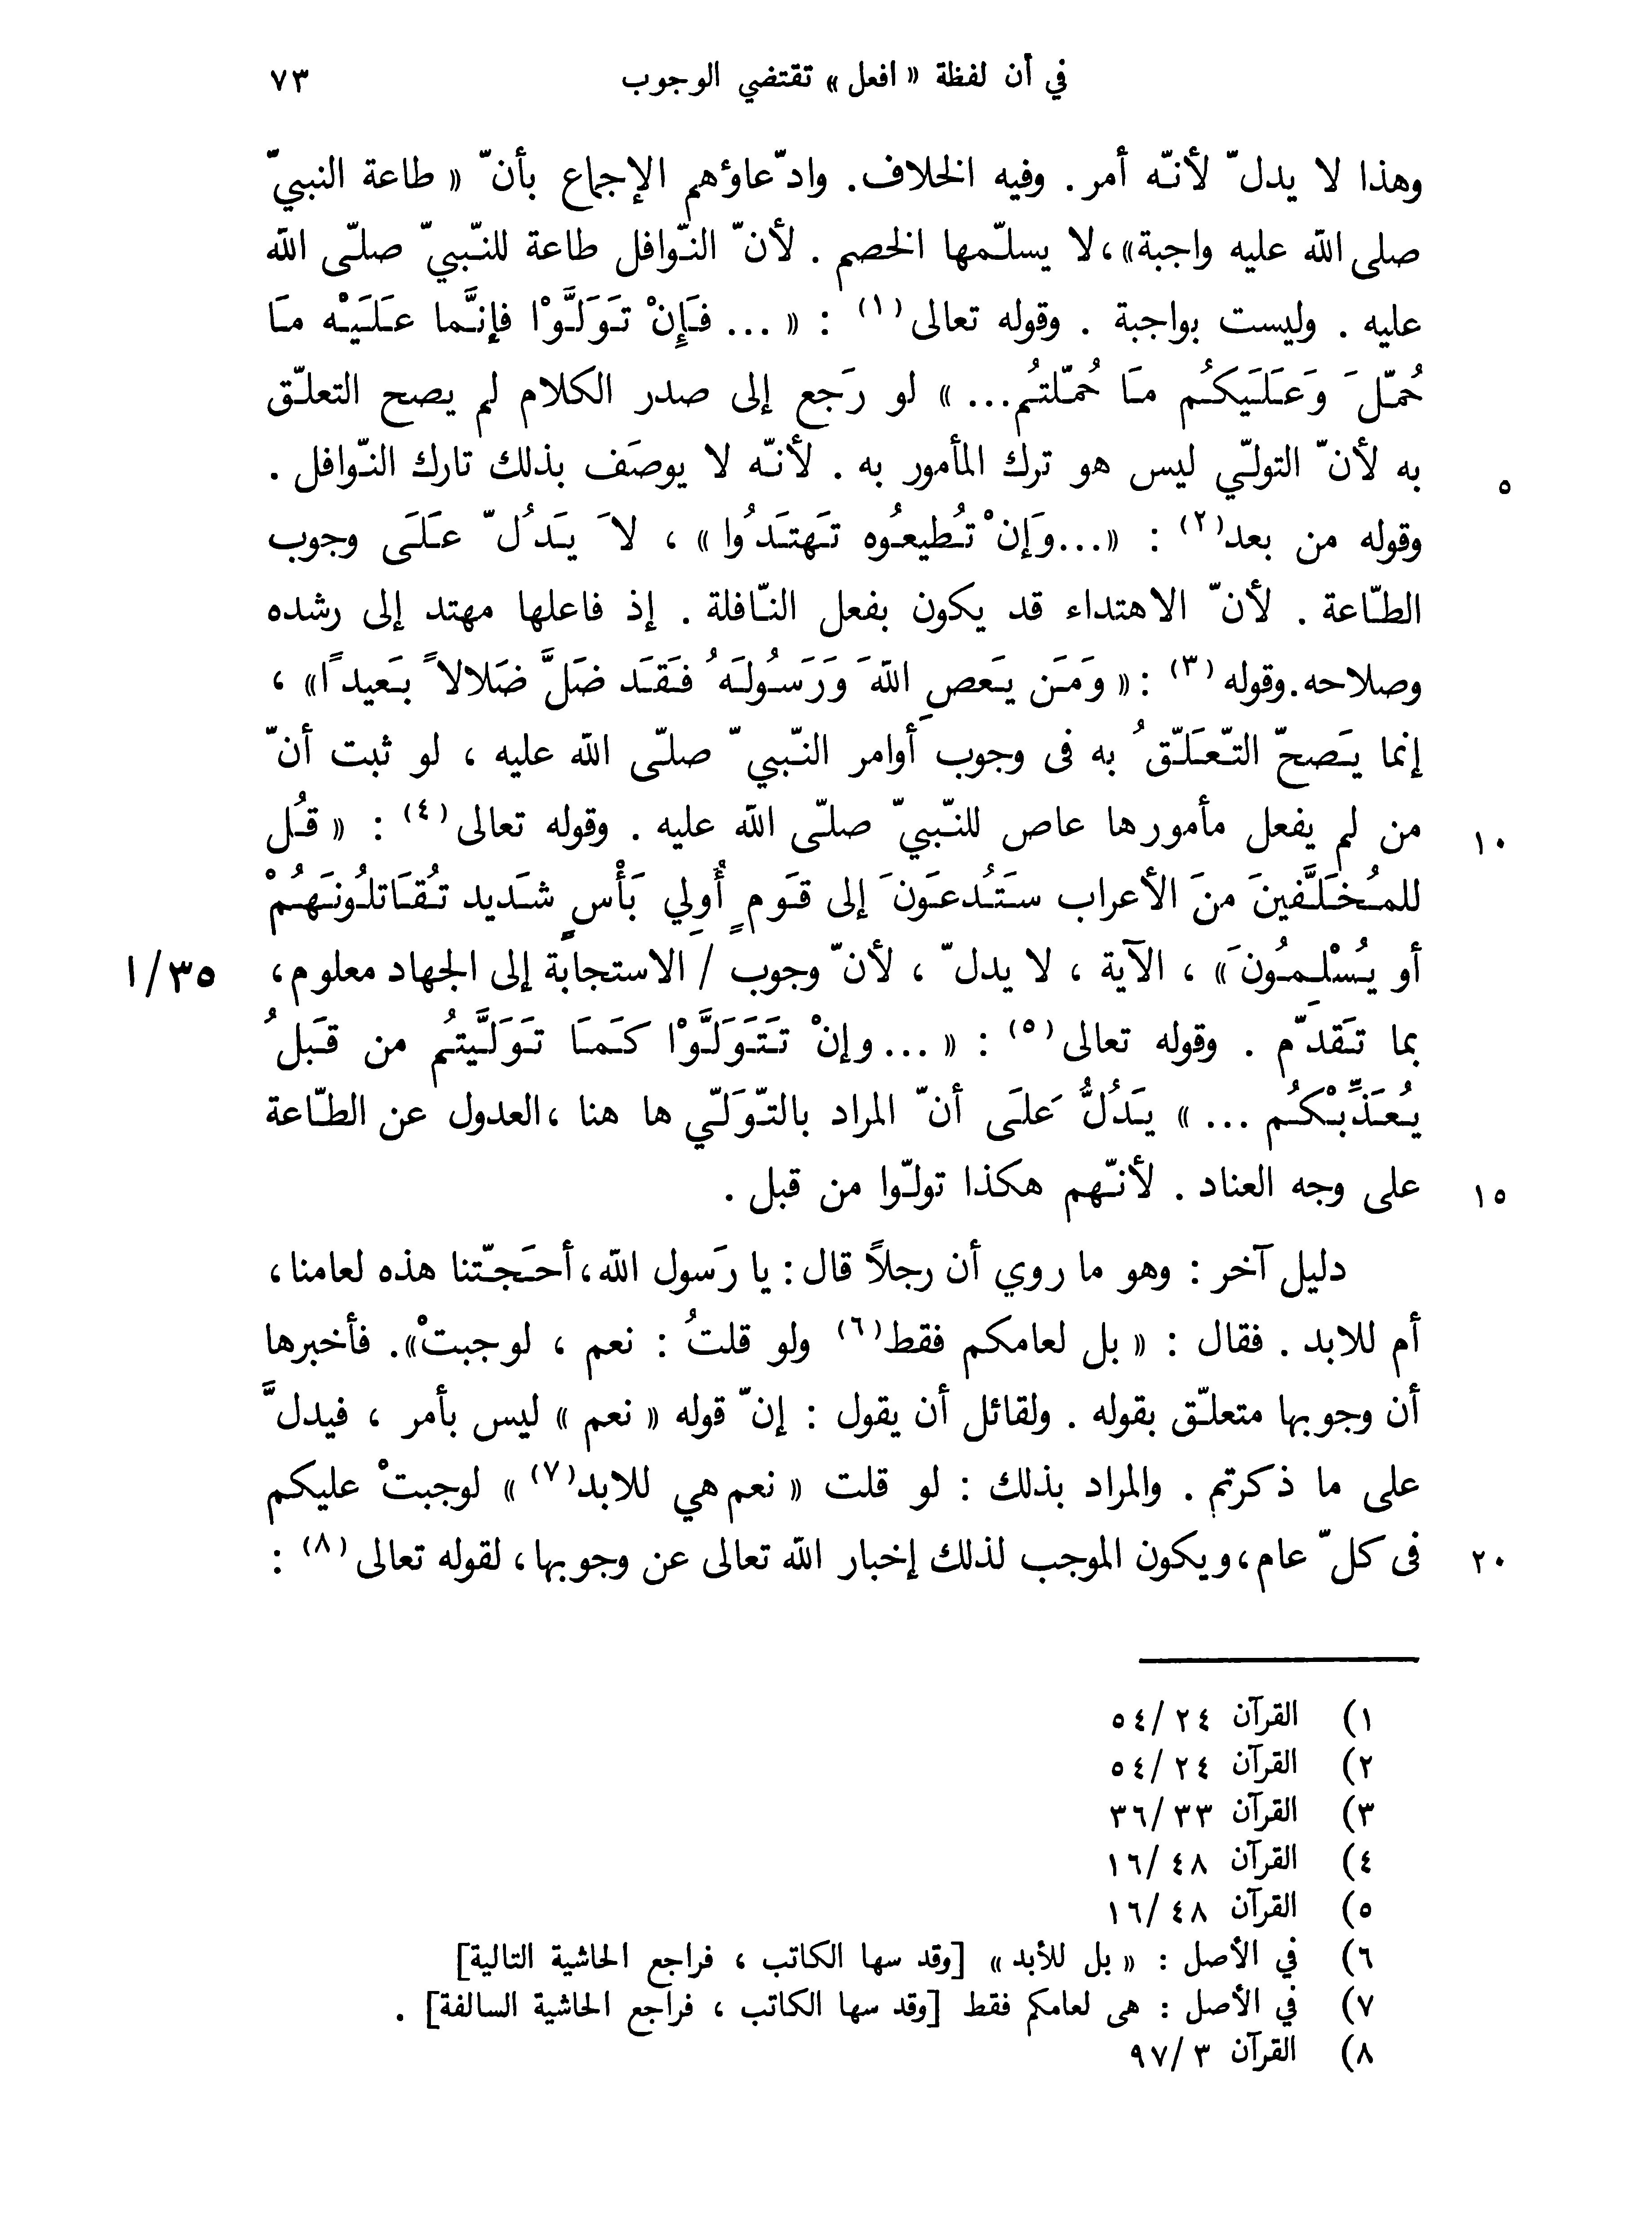 في أن لفظة « افعل » تقتضي الوجوب ٧٣
وهذا لا يدلّ لأنّه أمر. وفيه الخلاف. وادّعاؤهم الإجماع بأنّ « طاعة النبيّ
صلى الله عليه واجبة»، لا يسلّمها الخصم. لأنّ النّوافل طاعة للنّبيّ صلّى الله
عليه. وليست بواجبة. وقوله تعالى(١) : « ... فَإِنْ تَوَلَّوْا فإنَّما عَلَيْه مَا
حُمّلَ وَعَلَيكُم مَا حُمّلتُم... » لو رَجع إلى صدر الكلام لم يصح التعلّق
به لأنّ التولّي ليس هو ترك المأمور به. لأنّه لا يوصَف بذلك تارك النّوافل.
٥
وقوله من بعد(٢) : «...وَإنْ تُطيعُوه تَهتَدُوا » ، لاَ يَدُلّ عَلَى وجوب
الطّاعة. لأنّ الاهتداء قد يكون بفعل النّافلة. إذ فاعلها مهتد إلى رشده
وصلاحه. وقوله(٣) : « وَمَن يَعصِ اللهَ وَرَسُولَهُ فَقَد ضَلَّ ضَلالاً بَعيدًا» ،
إنما يَصحّ التّعَلّقُ به فى وجوب أوامر النّبيّ صلّى الله عليه ، لو ثبت أنّ
من لم يفعل مأمورها عاص للنّبيّ صلّى الله عليه. وقوله تعالى(٤) : « قُل
١٠
للمُخَلَّفينَ منَ الأعراب سَتُدعَونَ إلى قَومٍ أُولِي بَأْسٍ شَديد تُقَاتلُونَهُمْ
أو يُسْلِمُونَ » ، الآية ، لا يدلّ ، لأنّ وجوب / الاستجابة إلى الجهاد معلوم،
٣٥/ ا
بما تَقدّم. وقوله تعالى(٥) : « ... وإنْ تَتَوَلَّوْا كَمَا تَوَلَّيتُم من قَبلُ
يُعَذِّبْكُم ... » يَدُلُّ عَلَى أنّ المراد بالتّوَلّي ها هنا ، العدول عن الطّاعة
على وجه العناد. لأنّهم هكذا تولّوا من قبل.
١٥
دليل آخر : وهو ما روي أن رجلاً قال : يا رَسول الله، أحَجّتنا هذه لعامنا،
أم للابد. فقال : « بل لعامكم فقط(٦) ولو قلتُ : نعم ، لوجبتْ». فأخبرها
أن وجوبها متعلّق بقوله. ولقائل أن يقول : إنّ قوله « نعم » ليس بأمر ، فيدلَّ
على ما ذكرتم. والمراد بذلك : لو قلت « نعم هي للابد(٧) » لوجبتْ عليكم
فى كلّ عام، ويكون الموجب لذلك إخبار الله تعالى عن وجوبها، لقوله تعالى(٨) :
٢٠
١) القرآن ٢٤/ ٥٤
٢) القرآن ٢٤/ ٥٤
٣) القرآن ٣٣/ ٣٦
٤) القرآن ٤٨/ ١٦
٥) القرآن ٤٨/ ١٦
٦) في الأصل : « بل للأبد » [وقد سها الكاتب ، فراجع الحاشية التالية]
٧) في الأصل : هى لعامكم فقط [وقد سها الكاتب ، فراجع الحاشية السالفة] .
٨) القرآن ٣/ ٩٧